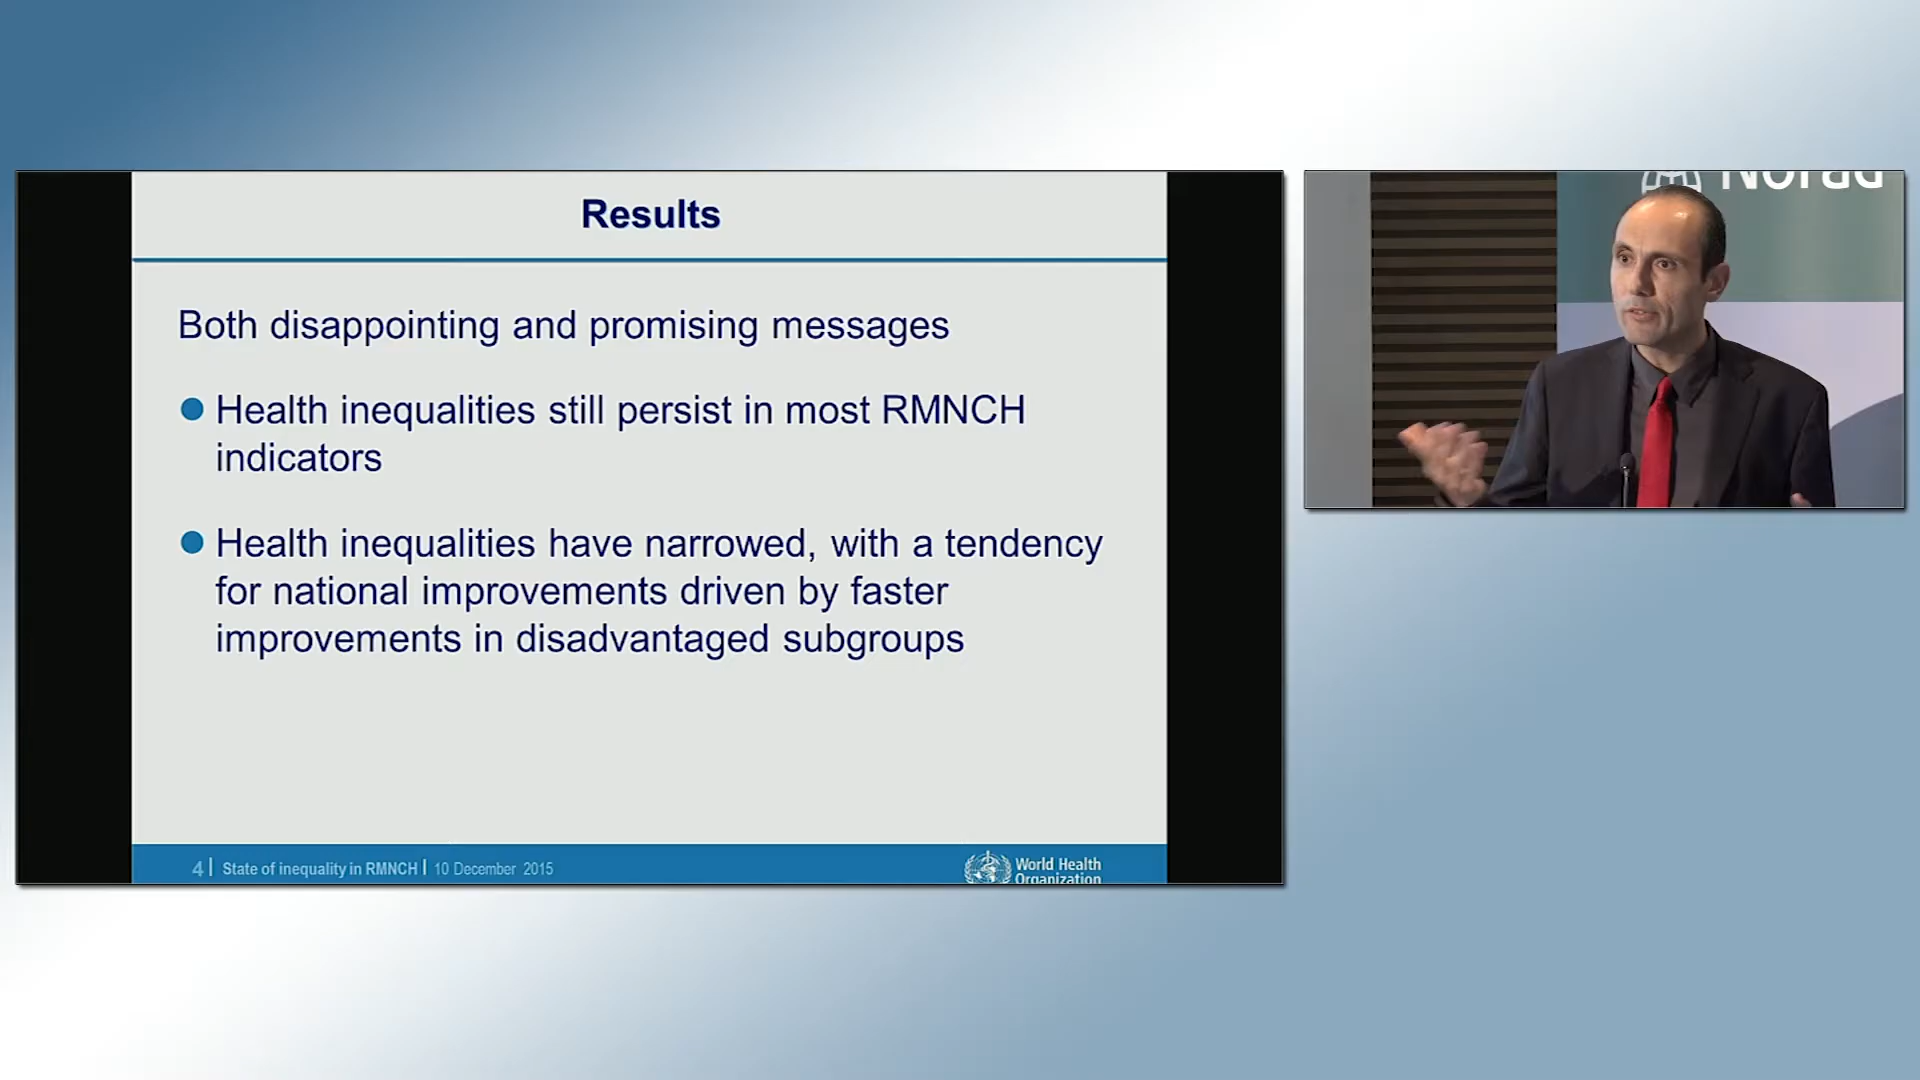 Results
Both disappointing and promising messages
Health inequalities still persist in most RMNCH
indicators
Health inequalities have narrowed, with a tendency
for national improvements driven by faster
improvements in disadvantaged subgroups
4 | State of inequality in RMNCH | 10 December 2015
World Health
Organization
Norad